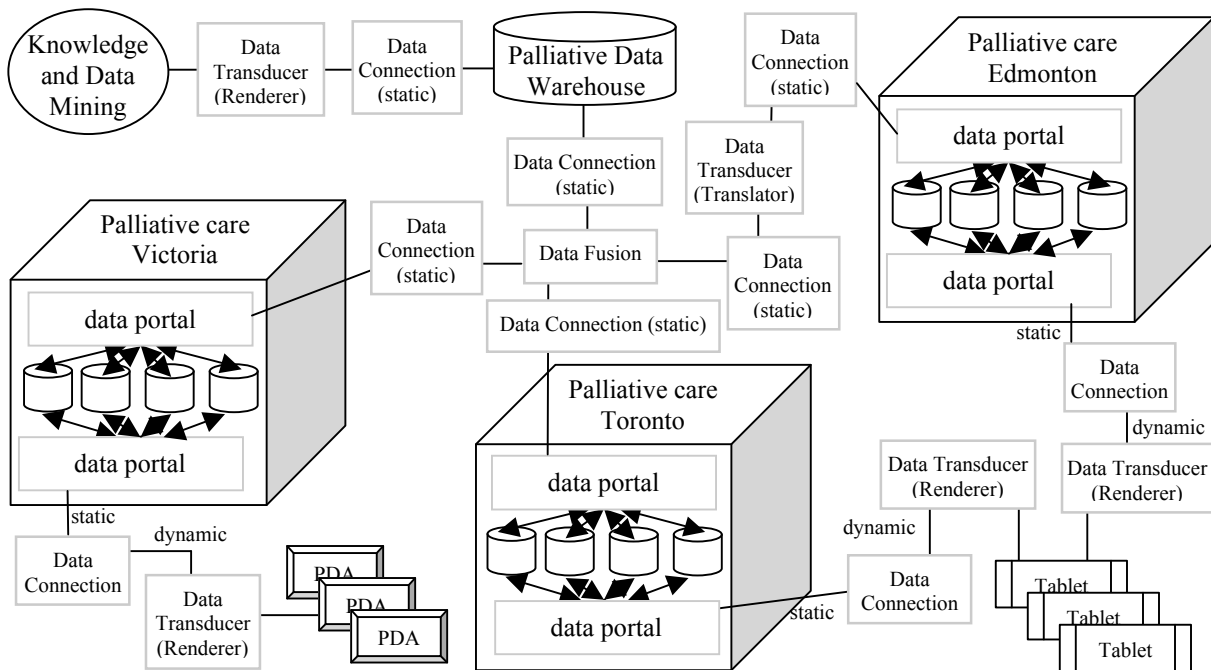 Knowledge
and Data
Mining
Data
Transducer
(Renderer)
Data
Connection
(static)
Palliative Data
Warehouse
Data
Connection
(static)
Palliative care
Edmonton
data portal
data portal
Data Connection
(static)
Data
Transducer
(Translator)
Data
Connection
(static)
Data Fusion
Data
Connection
(static)
Data Connection (static)
Palliative care
Victoria
data portal
data portal
static
Data
Connection
dynamic
Data
Transducer
(Renderer)
PDA
PDA
PDA
Palliative care
Toronto
data portal
data portal
static
Data
Connection
dynamic
Data Transducer
(Renderer)
static
Data
Connection
dynamic
Data Transducer
(Renderer)
Tablet
Tablet
Tablet